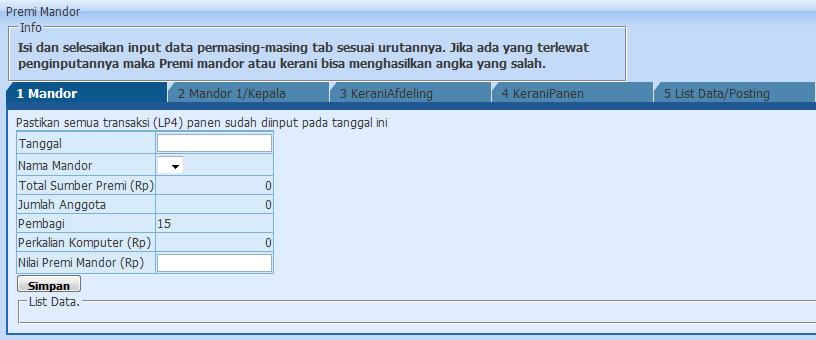 Premi Mandor
Info
Isi dan selesaikan input data permasing-masing tab sesuai urutannya. Jika ada yang terlewat
penginputannya maka Premi mandor atau kerani bisa menghasilkan angka yang salah.
1 Mandor
2 Mandor 1/Kepala
3 KeraniAfdeling
4 KeraniPanen
5 List Data/Posting
Pastikan semua transaksi (LP4) panen sudah diinput pada tanggal ini
Tanggal
Nama Mandor
Total Sumber Premi (Rp) 0
Jumlah Anggota 0
Pembagi 15
Perkalian Komputer (Rp) 0
Nilai Premi Mandor (Rp)
Simpan
List Data.